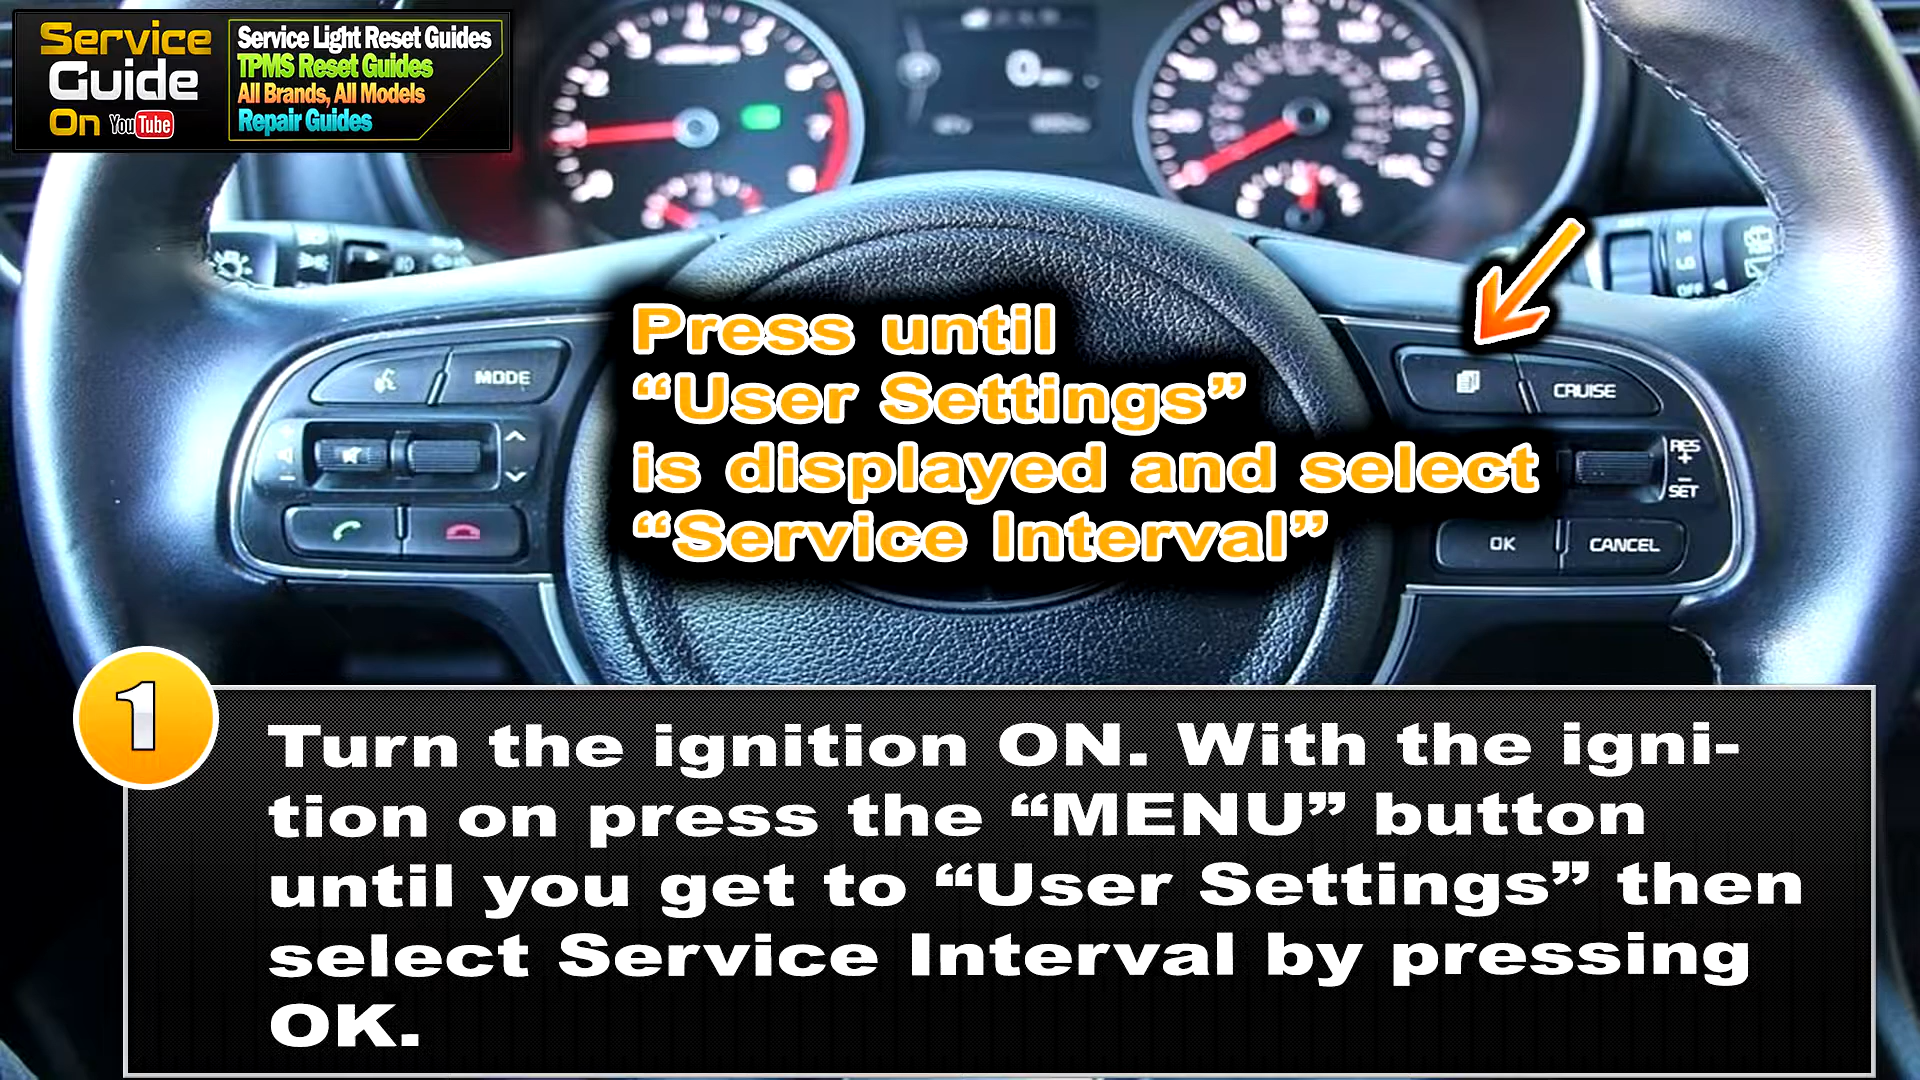 Service
Guide
On YouTube
Service Light Reset Guides
TPMS Reset Guides
All Brands, All Models
Repair Guides
HI
LO
OFF
Press until
“User Settings”
is displayed and select
“Service Interval”
MODE
CRUISE
RES
+
−
SET
OK
CANCEL
1
Turn the ignition ON. With the igni-
tion on press the “MENU” button
until you get to “User Settings” then
select Service Interval by pressing
OK.